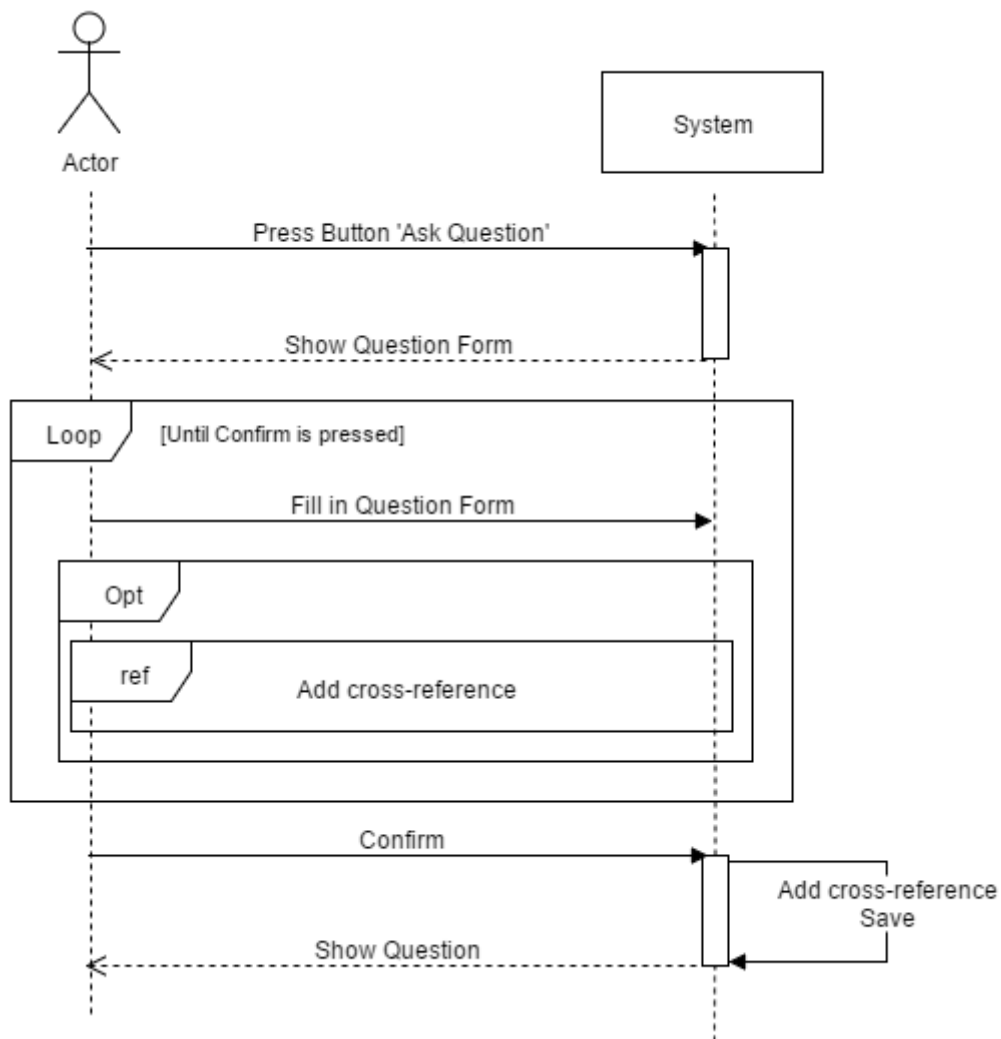 System
Actor
Press Button 'Ask Question'
Show Question Form
Loop
[Until Confirm is pressed]
Fill in Question Form
Opt
ref
Add cross-reference
Confirm
Add cross-reference
Save
Show Question